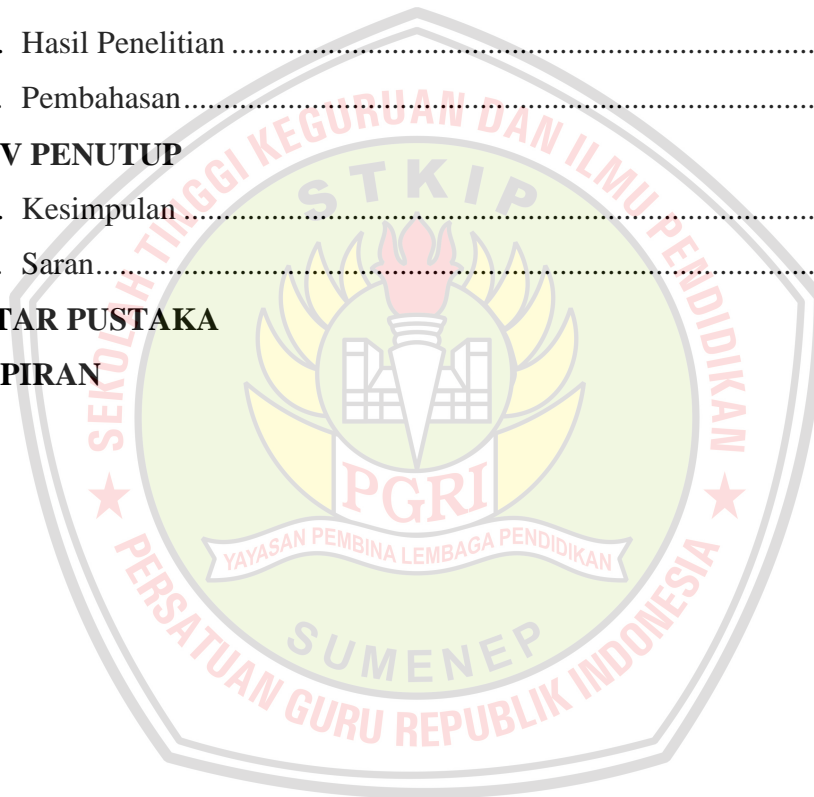 . Hasil Penelitian ........................................................................
. Pembahasan..............................................................................
V PENUTUP
. Kesimpulan ..............................................................................
. Saran.........................................................................................
TAR PUSTAKA
PIRAN
SEKOLAH TINGGI KEGURUAN DAN ILMU PENDIDIKAN
STKIP
PGRI
YAYASAN PEMBINA LEMBAGA PENDIDIKAN
SUMENEP
★ PERSATUAN GURU REPUBLIK INDONESIA ★